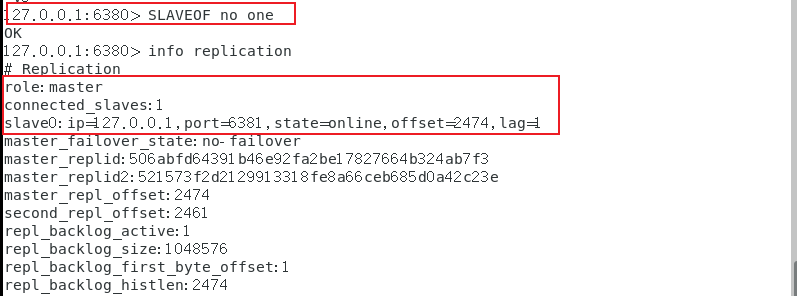 127.0.0.1:6380> SLAVEOF no one
OK
127.0.0.1:6380> info replication
# Replication
role:master
connected_slaves:1
slave0:ip=127.0.0.1,port=6381,state=online,offset=2474,lag=1
master_failover_state:no-failover
master_replid:506abfd64391b46e92fa2be17827664b324ab7f3
master_replid2:521573f2d2129913318fe8a66ceb685d0a42c23e
master_repl_offset:2474
second_repl_offset:2461
repl_backlog_active:1
repl_backlog_size:1048576
repl_backlog_first_byte_offset:1
repl_backlog_histlen:2474